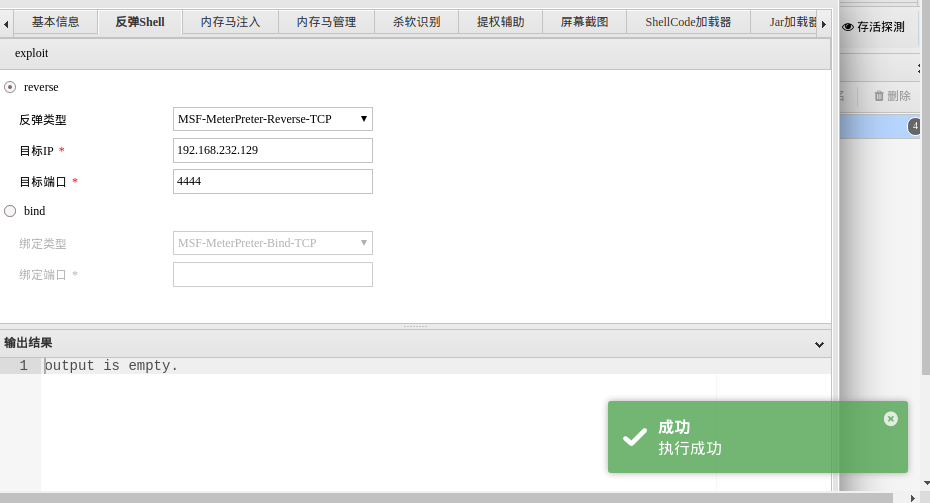 基本信息 反弹Shell 内存马注入 内存马管理 杀软识别 提权辅助 屏幕截图 ShellCode加载器 Jar加载器 存活探测
exploit
reverse
删除
反弹类型 MSF-MeterPreter-Reverse-TCP
4
目标IP * 192.168.232.129
目标端口 * 4444
bind
绑定类型 MSF-MeterPreter-Bind-TCP
绑定端口 *
输出结果
1 output is empty.
成功
执行成功